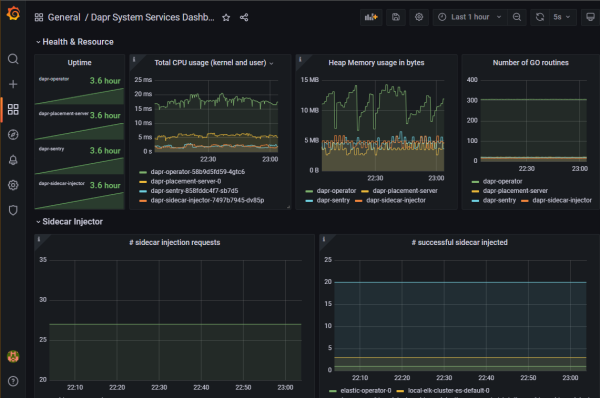 General / Dapr System Services Dashb...
Last 1 hour
5s
Health & Resource
Uptime
dapr-operator
3.6 hour
dapr-placement-server
3.6 hour
dapr-sentry
3.6 hour
dapr-sidecar-injector
3.6 hour
Total CPU usage (kernel and user)
25 ms
20 ms
15 ms
10 ms
5 ms
0 s
22:30
23:00
dapr-operator-58b9d5fd59-4gtc6
dapr-placement-server-0
dapr-sentry-858fddc4f7-sb7d5
dapr-sidecar-injector-7497b7945-dv85p
Heap Memory usage in bytes
15 MB
10 MB
5 MB
0 B
22:30
23:00
dapr-operator
dapr-placement-server
dapr-sentry
dapr-sidecar-injector
Number of GO routines
400
300
200
100
0
22:30
23:00
dapr-operator
dapr-placement-server
dapr-sentry
dapr-sidecar-injector
Sidecar Injector
# sidecar injection requests
35
30
25
20
22:10
22:20
22:30
22:40
22:50
23:00
# successful sidecar injected
25
20
15
10
5
0
22:10
22:20
22:30
22:40
22:50
23:00
elastic-operator-0
local-elk-cluster-es-default-0